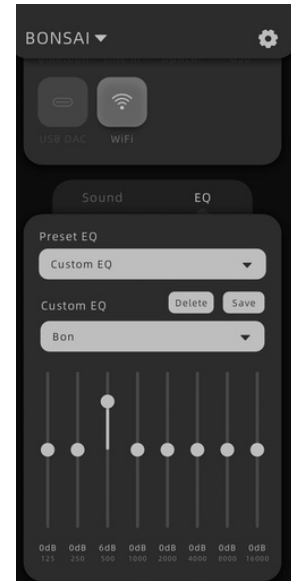 BONSAI
USB DAC WiFi
Sound EQ
Preset EQ
Custom EQ
Custom EQ Delete Save
Bon
0dB 0dB 6dB 0dB 0dB 0dB 0dB 0dB
125 250 500 1000 2000 4000 8000 16000